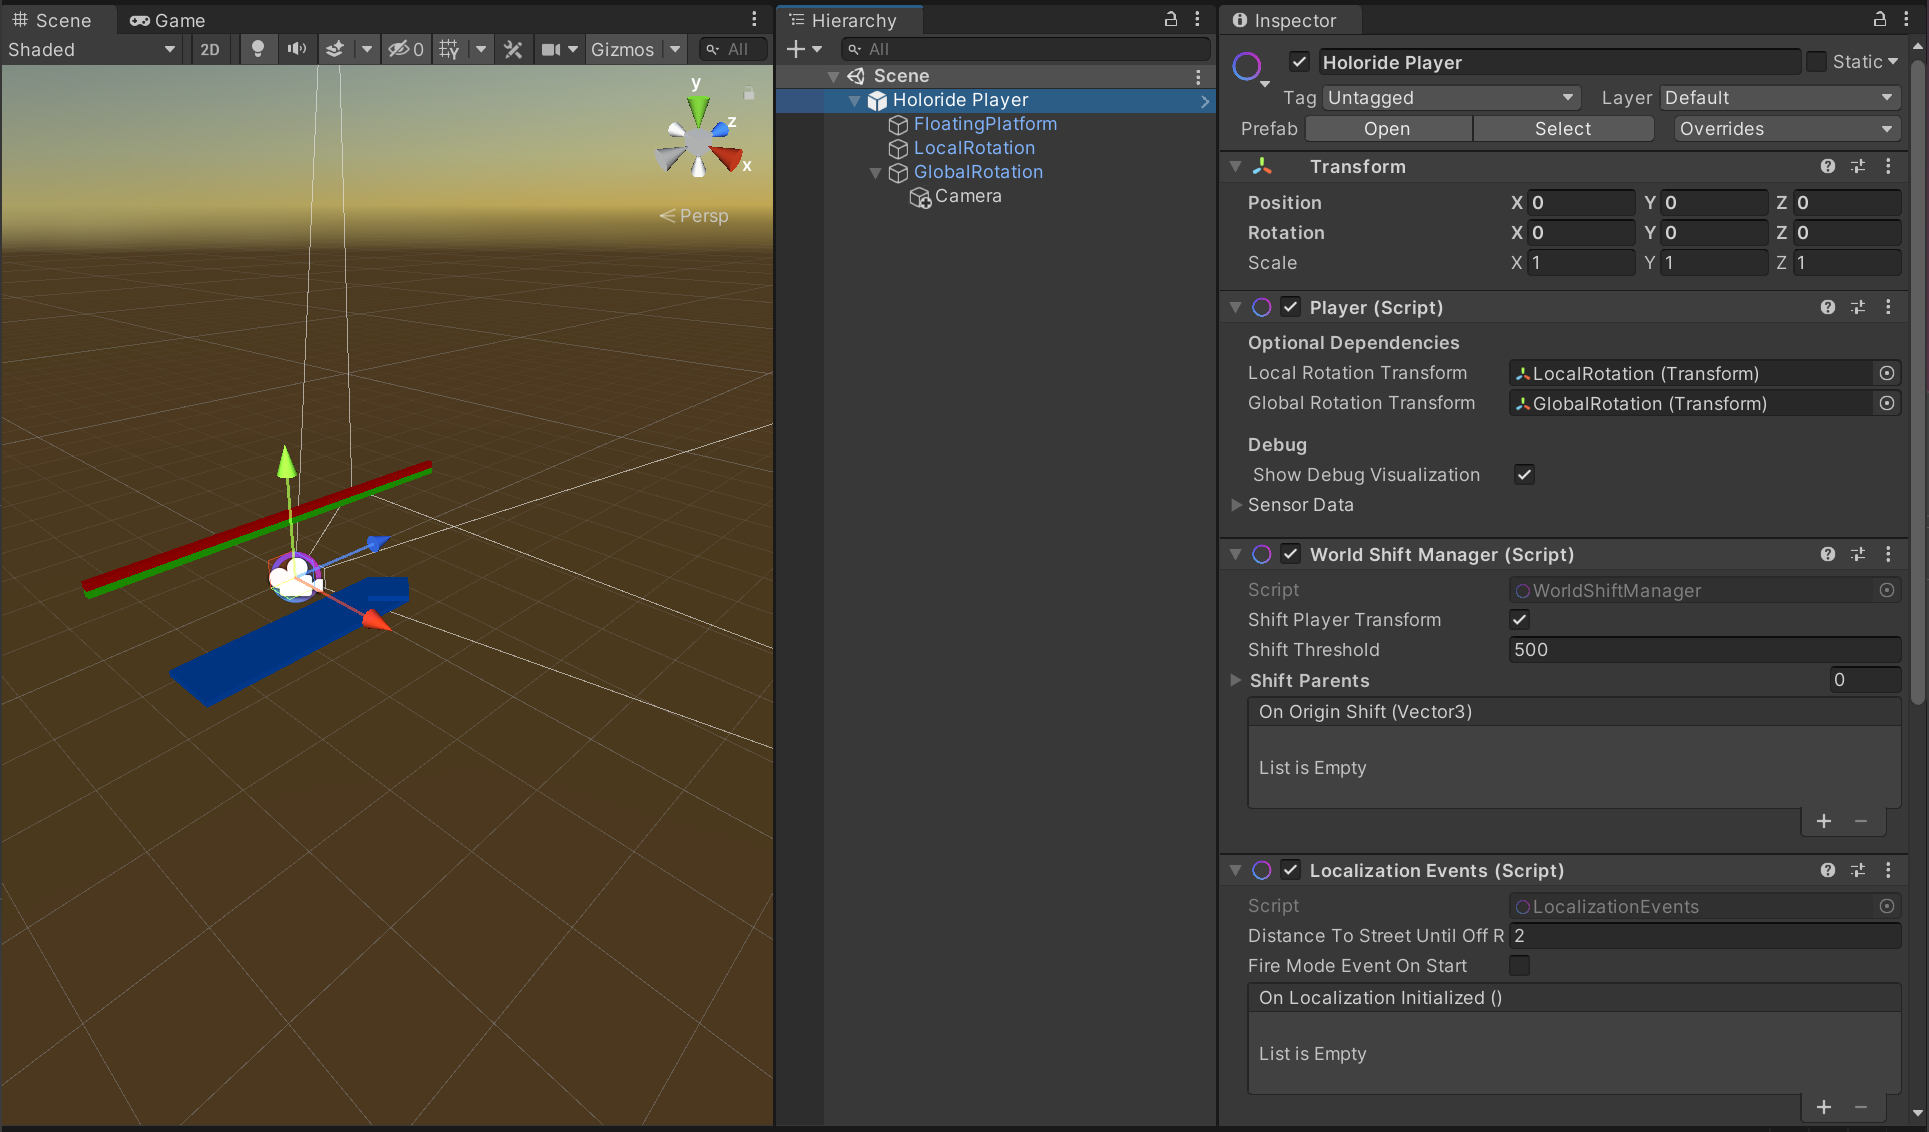 Scene
Game
Shaded
2D
0
Gizmos
All
y
z
x
Persp
Hierarchy
All
Scene
Holoride Player
FloatingPlatform
LocalRotation
GlobalRotation
Camera
Inspector
Holoride Player
Static
Tag Untagged Layer Default
Prefab Open Select Overrides
Transform
Position X 0 Y 0 Z 0
Rotation X 0 Y 0 Z 0
Scale X 1 Y 1 Z 1
Player (Script)
Optional Dependencies
Local Rotation Transform LocalRotation (Transform)
Global Rotation Transform GlobalRotation (Transform)
Debug
Show Debug Visualization
Sensor Data
World Shift Manager (Script)
Script WorldShiftManager
Shift Player Transform
Shift Threshold 500
Shift Parents 0
On Origin Shift (Vector3)
List is Empty
Localization Events (Script)
Script LocalizationEvents
Distance To Street Until Off R 2
Fire Mode Event On Start
On Localization Initialized ()
List is Empty